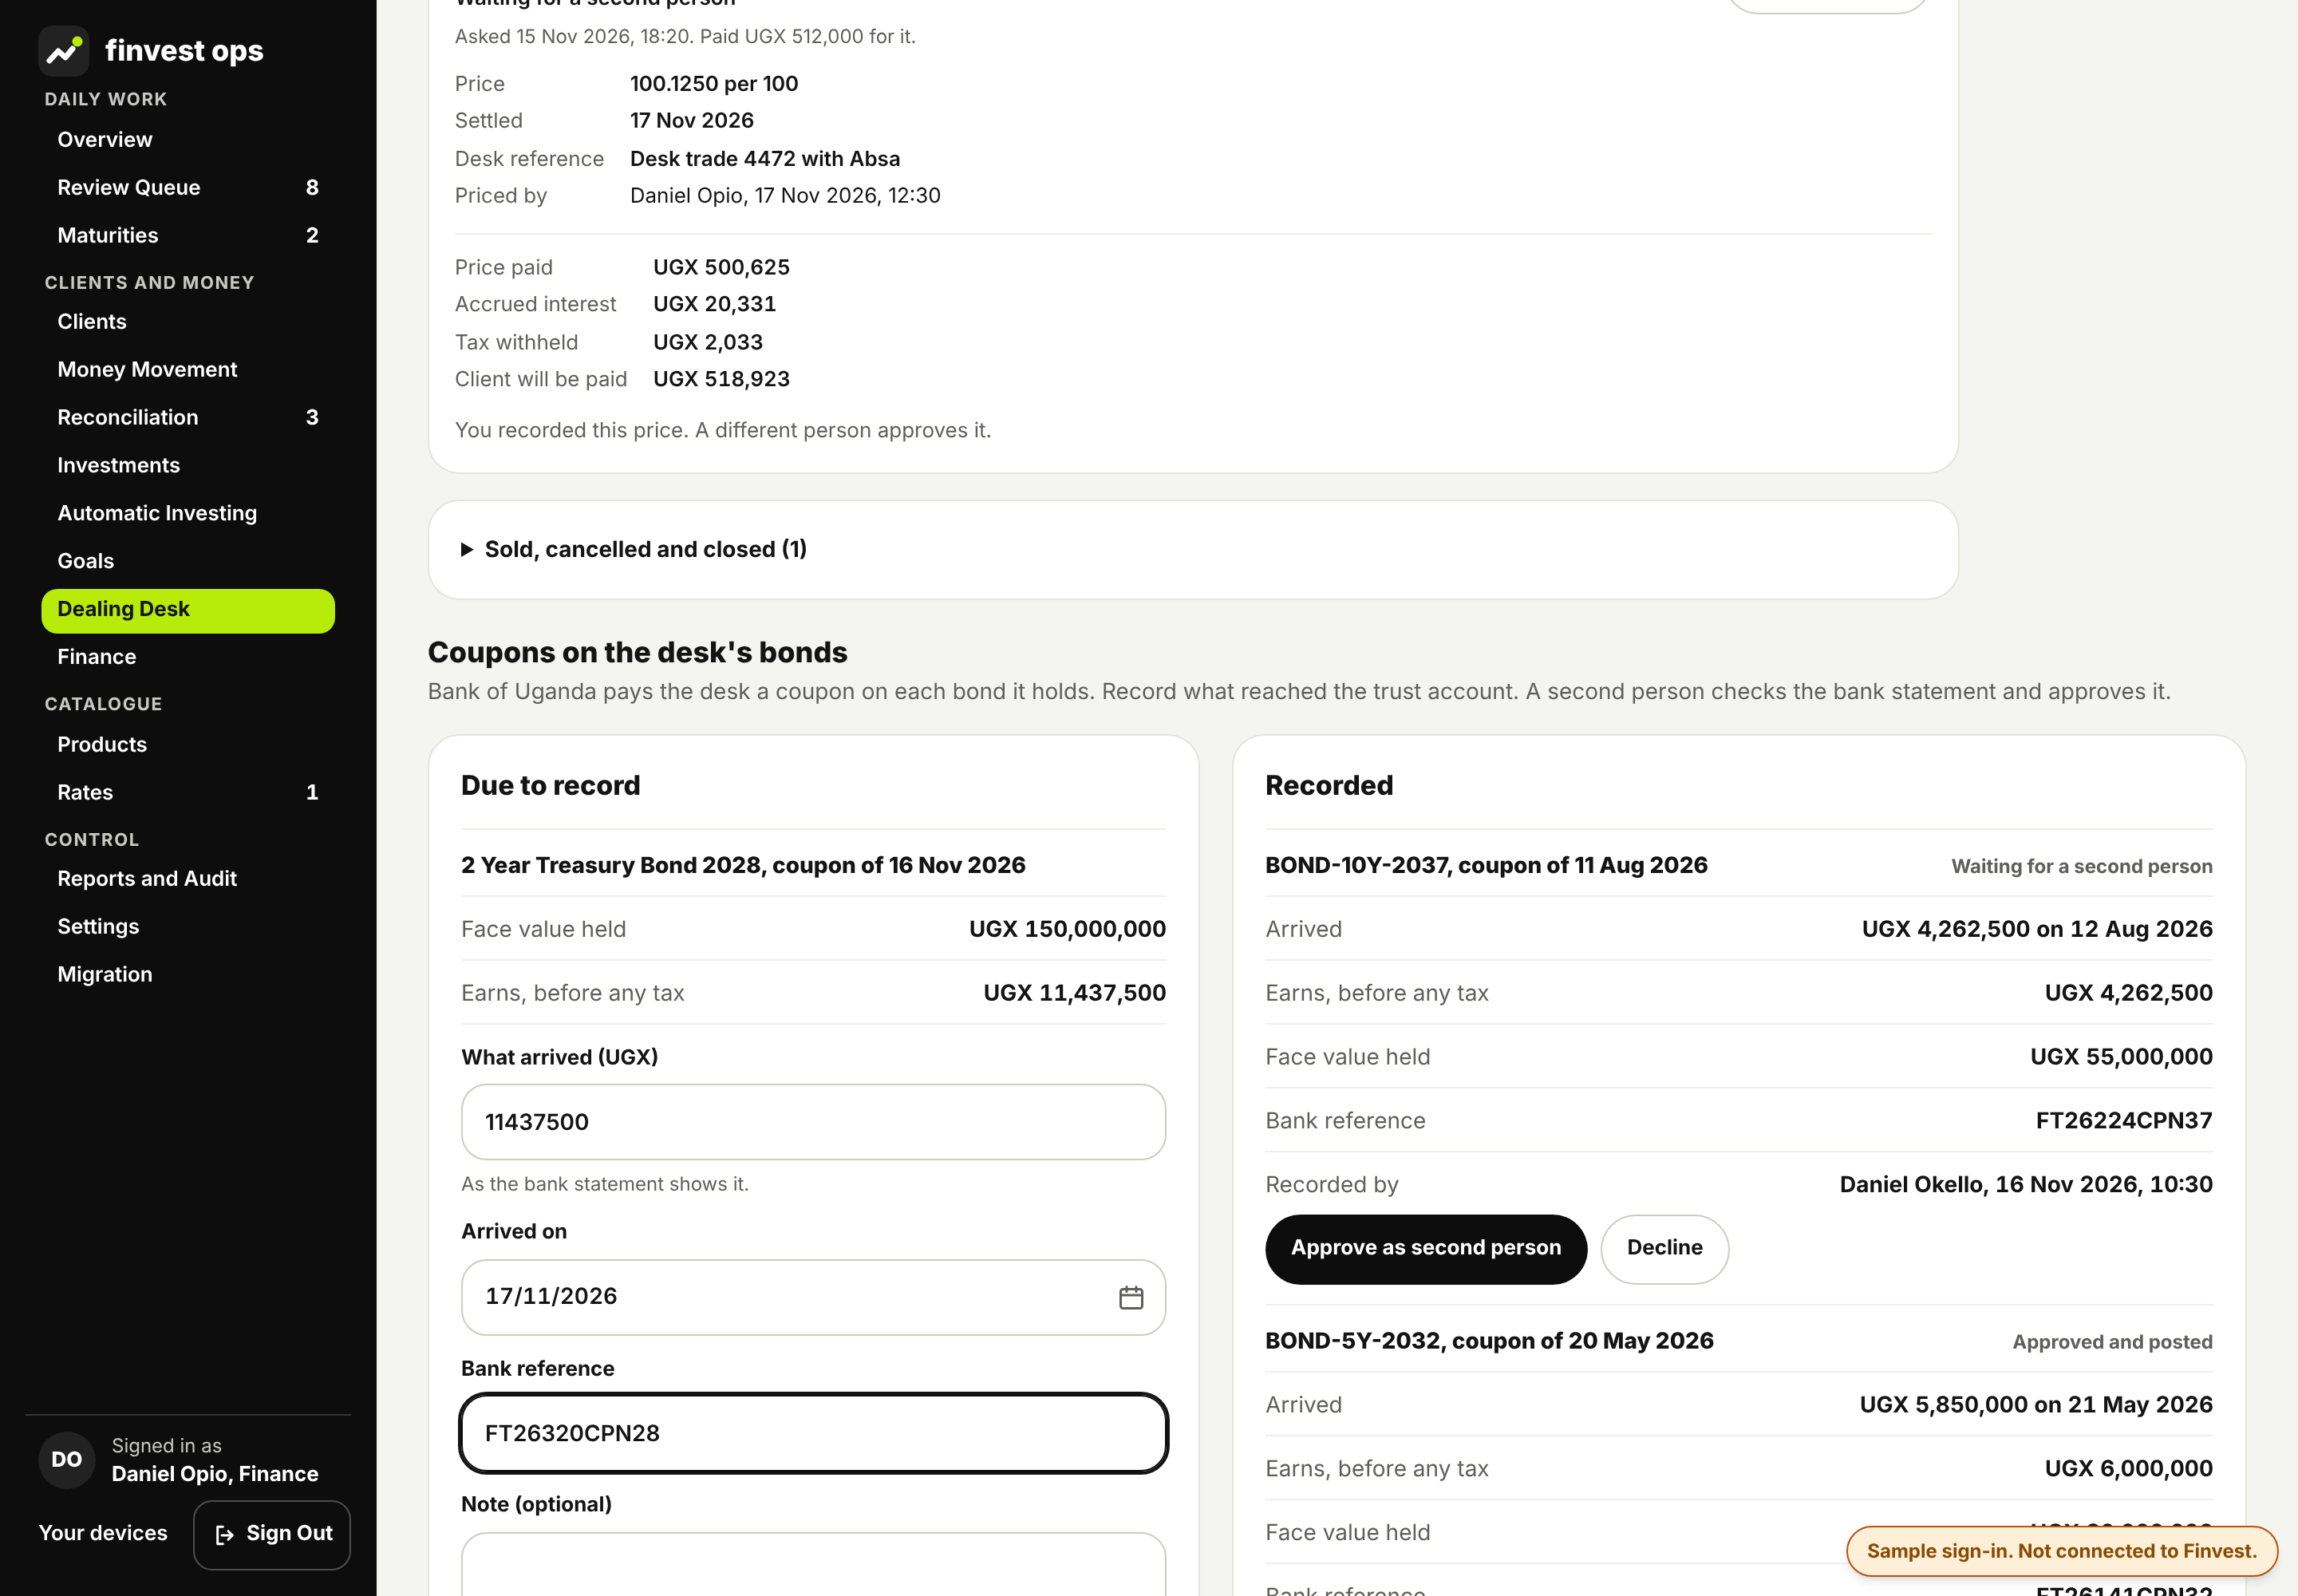 finvest ops
DAILY WORK
Overview
Review Queue 8
Maturities 2
CLIENTS AND MONEY
Clients
Money Movement
Reconciliation 3
Investments
Automatic Investing
Goals
Dealing Desk
Finance
CATALOGUE
Products
Rates 1
CONTROL
Reports and Audit
Settings
Migration
DO
Signed in as
Daniel Opio, Finance
Your devices
Sign Out
Waiting for a second person
Asked 15 Nov 2026, 18:20. Paid UGX 512,000 for it.
Price 100.1250 per 100
Settled 17 Nov 2026
Desk reference Desk trade 4472 with Absa
Priced by Daniel Opio, 17 Nov 2026, 12:30
Price paid UGX 500,625
Accrued interest UGX 20,331
Tax withheld UGX 2,033
Client will be paid UGX 518,923
You recorded this price. A different person approves it.
Sold, cancelled and closed (1)
Coupons on the desk's bonds
Bank of Uganda pays the desk a coupon on each bond it holds. Record what reached the trust account. A second person checks the bank statement and approves it.
Due to record
2 Year Treasury Bond 2028, coupon of 16 Nov 2026
Face value held UGX 150,000,000
Earns, before any tax UGX 11,437,500
What arrived (UGX)
11437500
As the bank statement shows it.
Arrived on
17/11/2026
Bank reference
FT26320CPN28
Note (optional)
Recorded
BOND-10Y-2037, coupon of 11 Aug 2026 Waiting for a second person
Arrived UGX 4,262,500 on 12 Aug 2026
Earns, before any tax UGX 4,262,500
Face value held UGX 55,000,000
Bank reference FT26224CPN37
Recorded by Daniel Okello, 16 Nov 2026, 10:30
Approve as second person Decline
BOND-5Y-2032, coupon of 20 May 2026 Approved and posted
Arrived UGX 5,850,000 on 21 May 2026
Earns, before any tax UGX 6,000,000
Face value held
Bank reference FT26141CPN32
Sample sign-in. Not connected to Finvest.